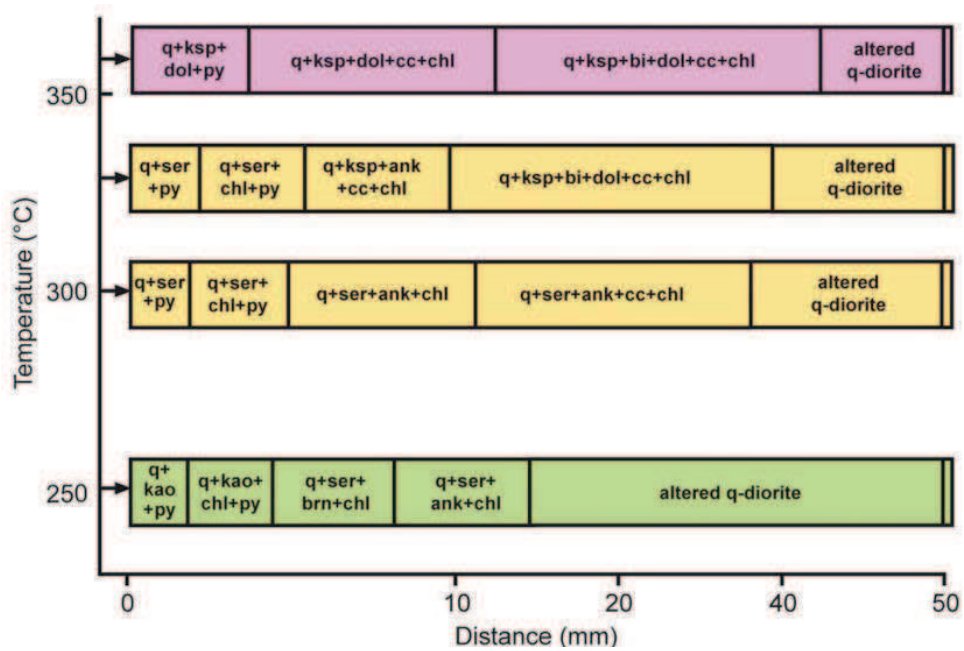 q+ksp+
dol+py
q+ksp+dol+cc+chl
q+ksp+bi+dol+cc+chl
altered
q-diorite
350
q+ser
+py
q+ser+
chl+py
q+ksp+ank
+cc+chl
q+ksp+bi+dol+cc+chl
altered
q-diorite
Temperature (°C)
300
q+ser
+py
q+ser+
chl+py
q+ser+ank+chl
q+ser+ank+cc+chl
altered
q-diorite
250
q+
kao
+py
q+kao+
chl+py
q+ser+
brn+chl
q+ser+
ank+chl
altered q-diorite
0
10
20
40
50
Distance (mm)